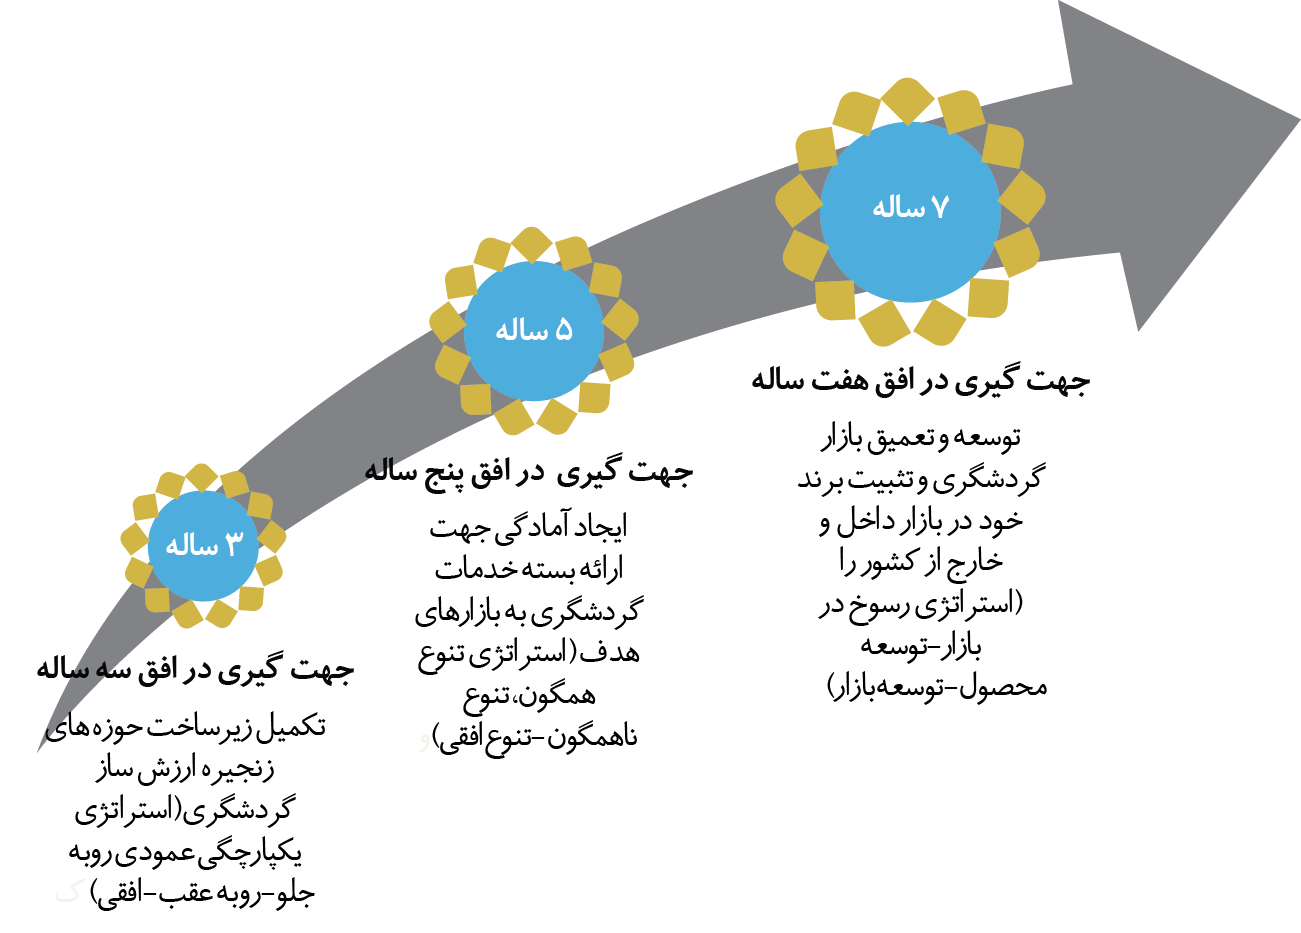 ۷ ساله
جهت گیری در افق هفت ساله
توسعه و تعمیق بازار
گردشگری و تثبیت برند
خود در بازار داخل و
خارج از کشور را
(استراتژی رسوخ در
بازار-توسعه
محصول-توسعه‌بازار)
۵ ساله
جهت گیری در افق پنج ساله
ایجاد آمادگی جهت
ارائه بسته خدمات
گردشگری به بازارهای
هدف(استراتژی تنوع
همگون،تنوع
ناهمگون-تنوع افقی)و
۳ ساله
جهت گیری در افق سه ساله
تکمیل زیرساخت حوزه های
زنجیره ارزش ساز
گردشگری(استراتژی
یکپارچگی عمودی روبه
جلو-روبه عقب-افقی) ک